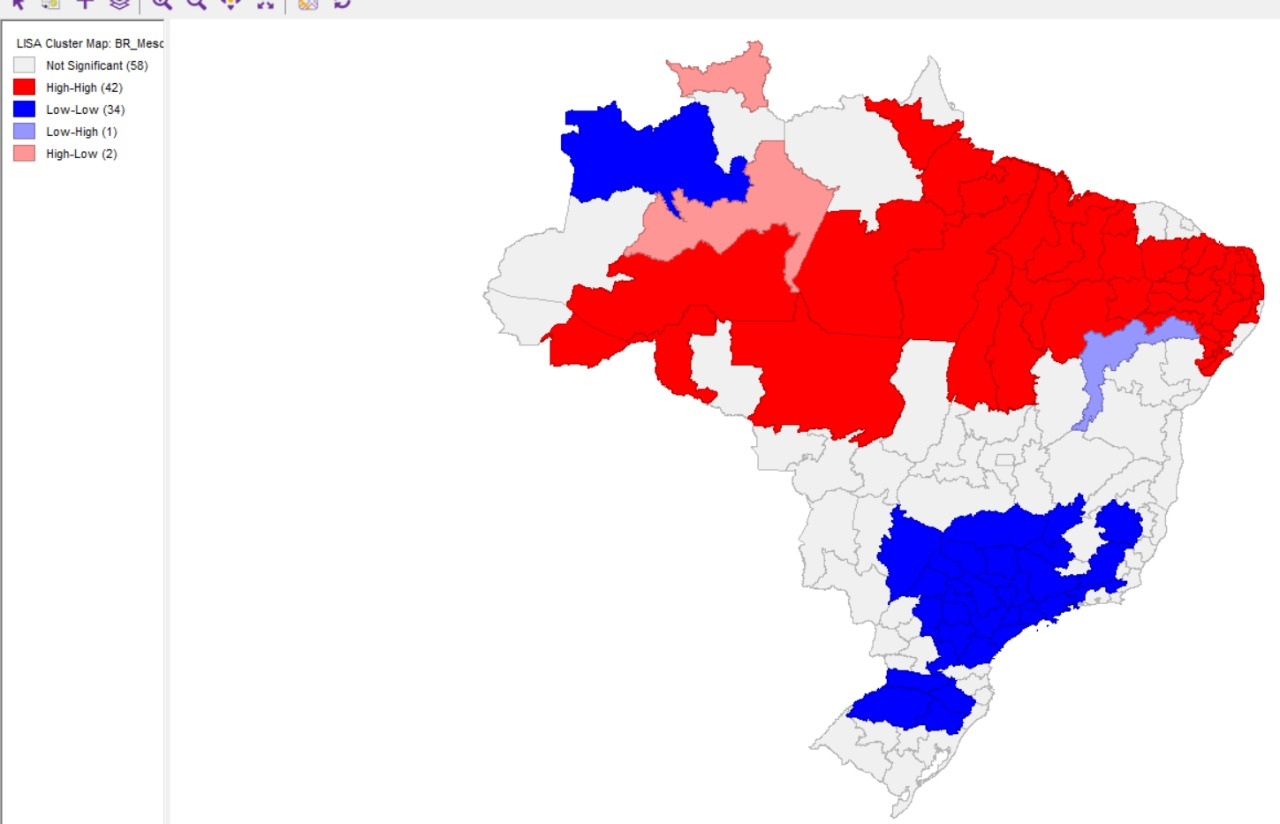 LISA Cluster Map: BR_Meso
Not Significant (58)
High-High (42)
Low-Low (34)
Low-High (1)
High-Low (2)